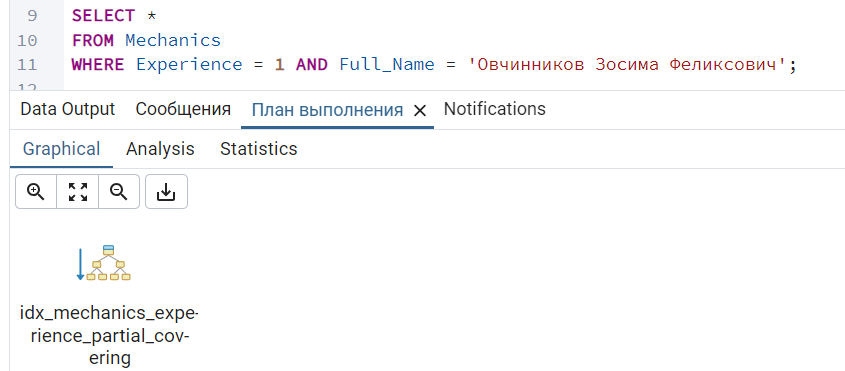 9 SELECT *
10 FROM Mechanics
11 WHERE Experience = 1 AND Full_Name = 'Овчинников Зосима Феликсович';
12
Data Output Сообщения План выполнения × Notifications
Graphical Analysis Statistics
idx_mechanics_expe-
rience_partial_cov-
ering